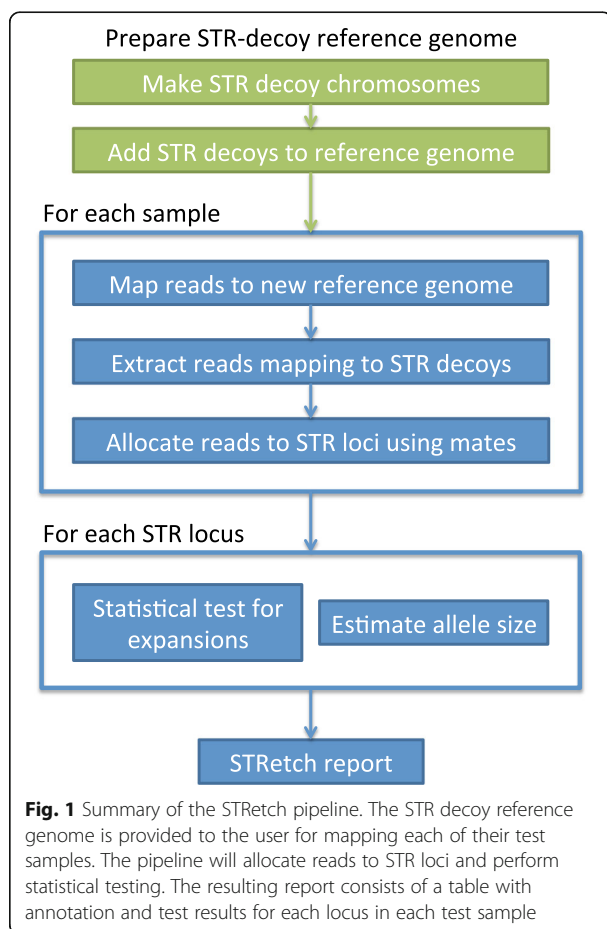 Prepare STR-decoy reference genome
Make STR decoy chromosomes
Add STR decoys to reference genome
For each sample
Map reads to new reference genome
Extract reads mapping to STR decoys
Allocate reads to STR loci using mates
For each STR locus
Statistical test for
expansions
Estimate allele size
STRetch report
Fig. 1 Summary of the STRetch pipeline. The STR decoy reference
genome is provided to the user for mapping each of their test
samples. The pipeline will allocate reads to STR loci and perform
statistical testing. The resulting report consists of a table with
annotation and test results for each locus in each test sample